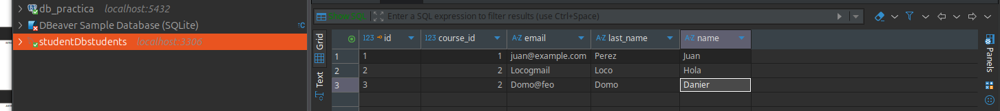 db_practica localhost:5432
DBeaver Sample Database (SQLite)
studentDbstudents localhost:3306
Show SQL Enter a SQL expression to filter results (use Ctrl+Space)
Grid
Text
123 id 123 course_id A-Z email A-Z last_name A-Z name
1 1 1 juan@example.com Perez Juan
2 2 2 Locogmail Loco Hola
3 3 2 Domo@feo Domo Danier
Panels